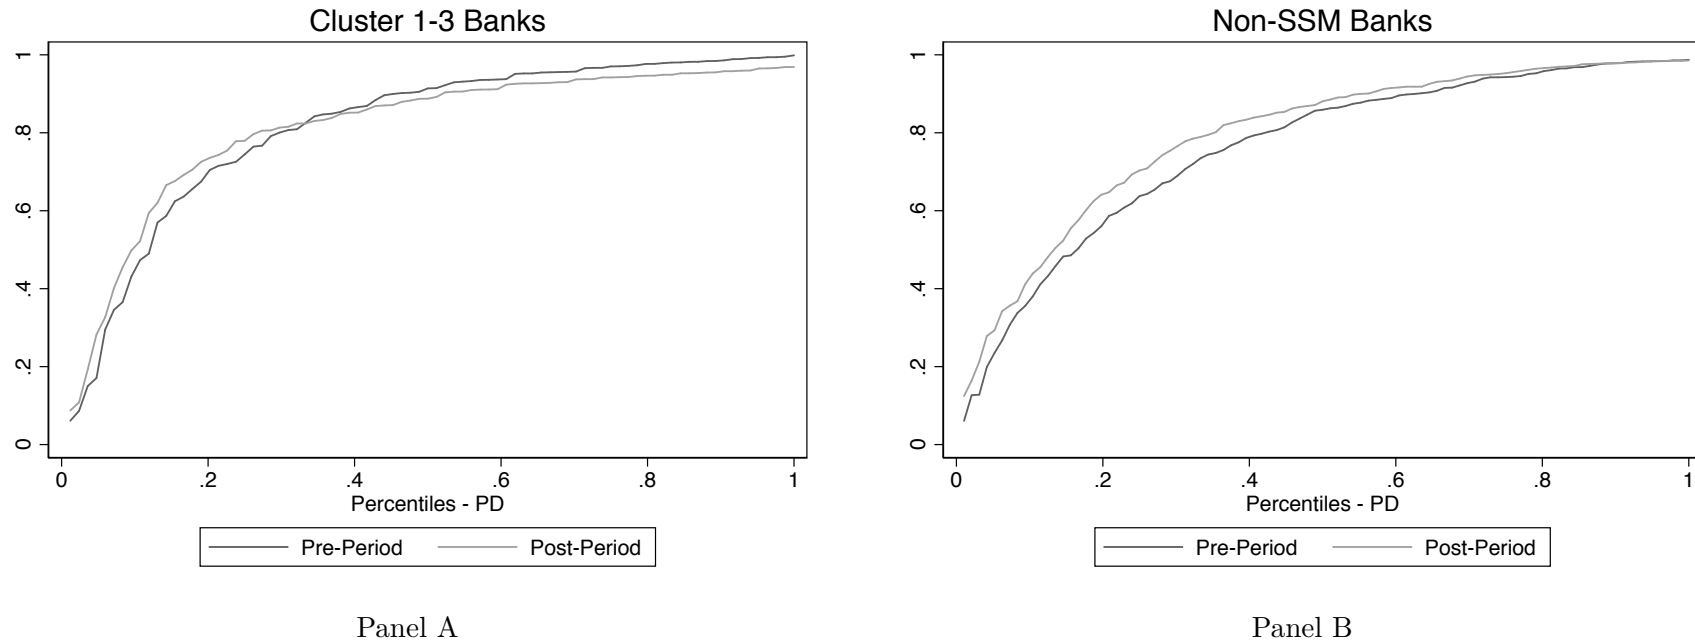 Cluster 1-3 Banks
0
.2
.4
.6
.8
1
0 .2 .4 .6 .8 1
Percentiles - PD
Pre-Period Post-Period
Panel A
Non-SSM Banks
0
.2
.4
.6
.8
1
0 .2 .4 .6 .8 1
Percentiles - PD
Pre-Period Post-Period
Panel B